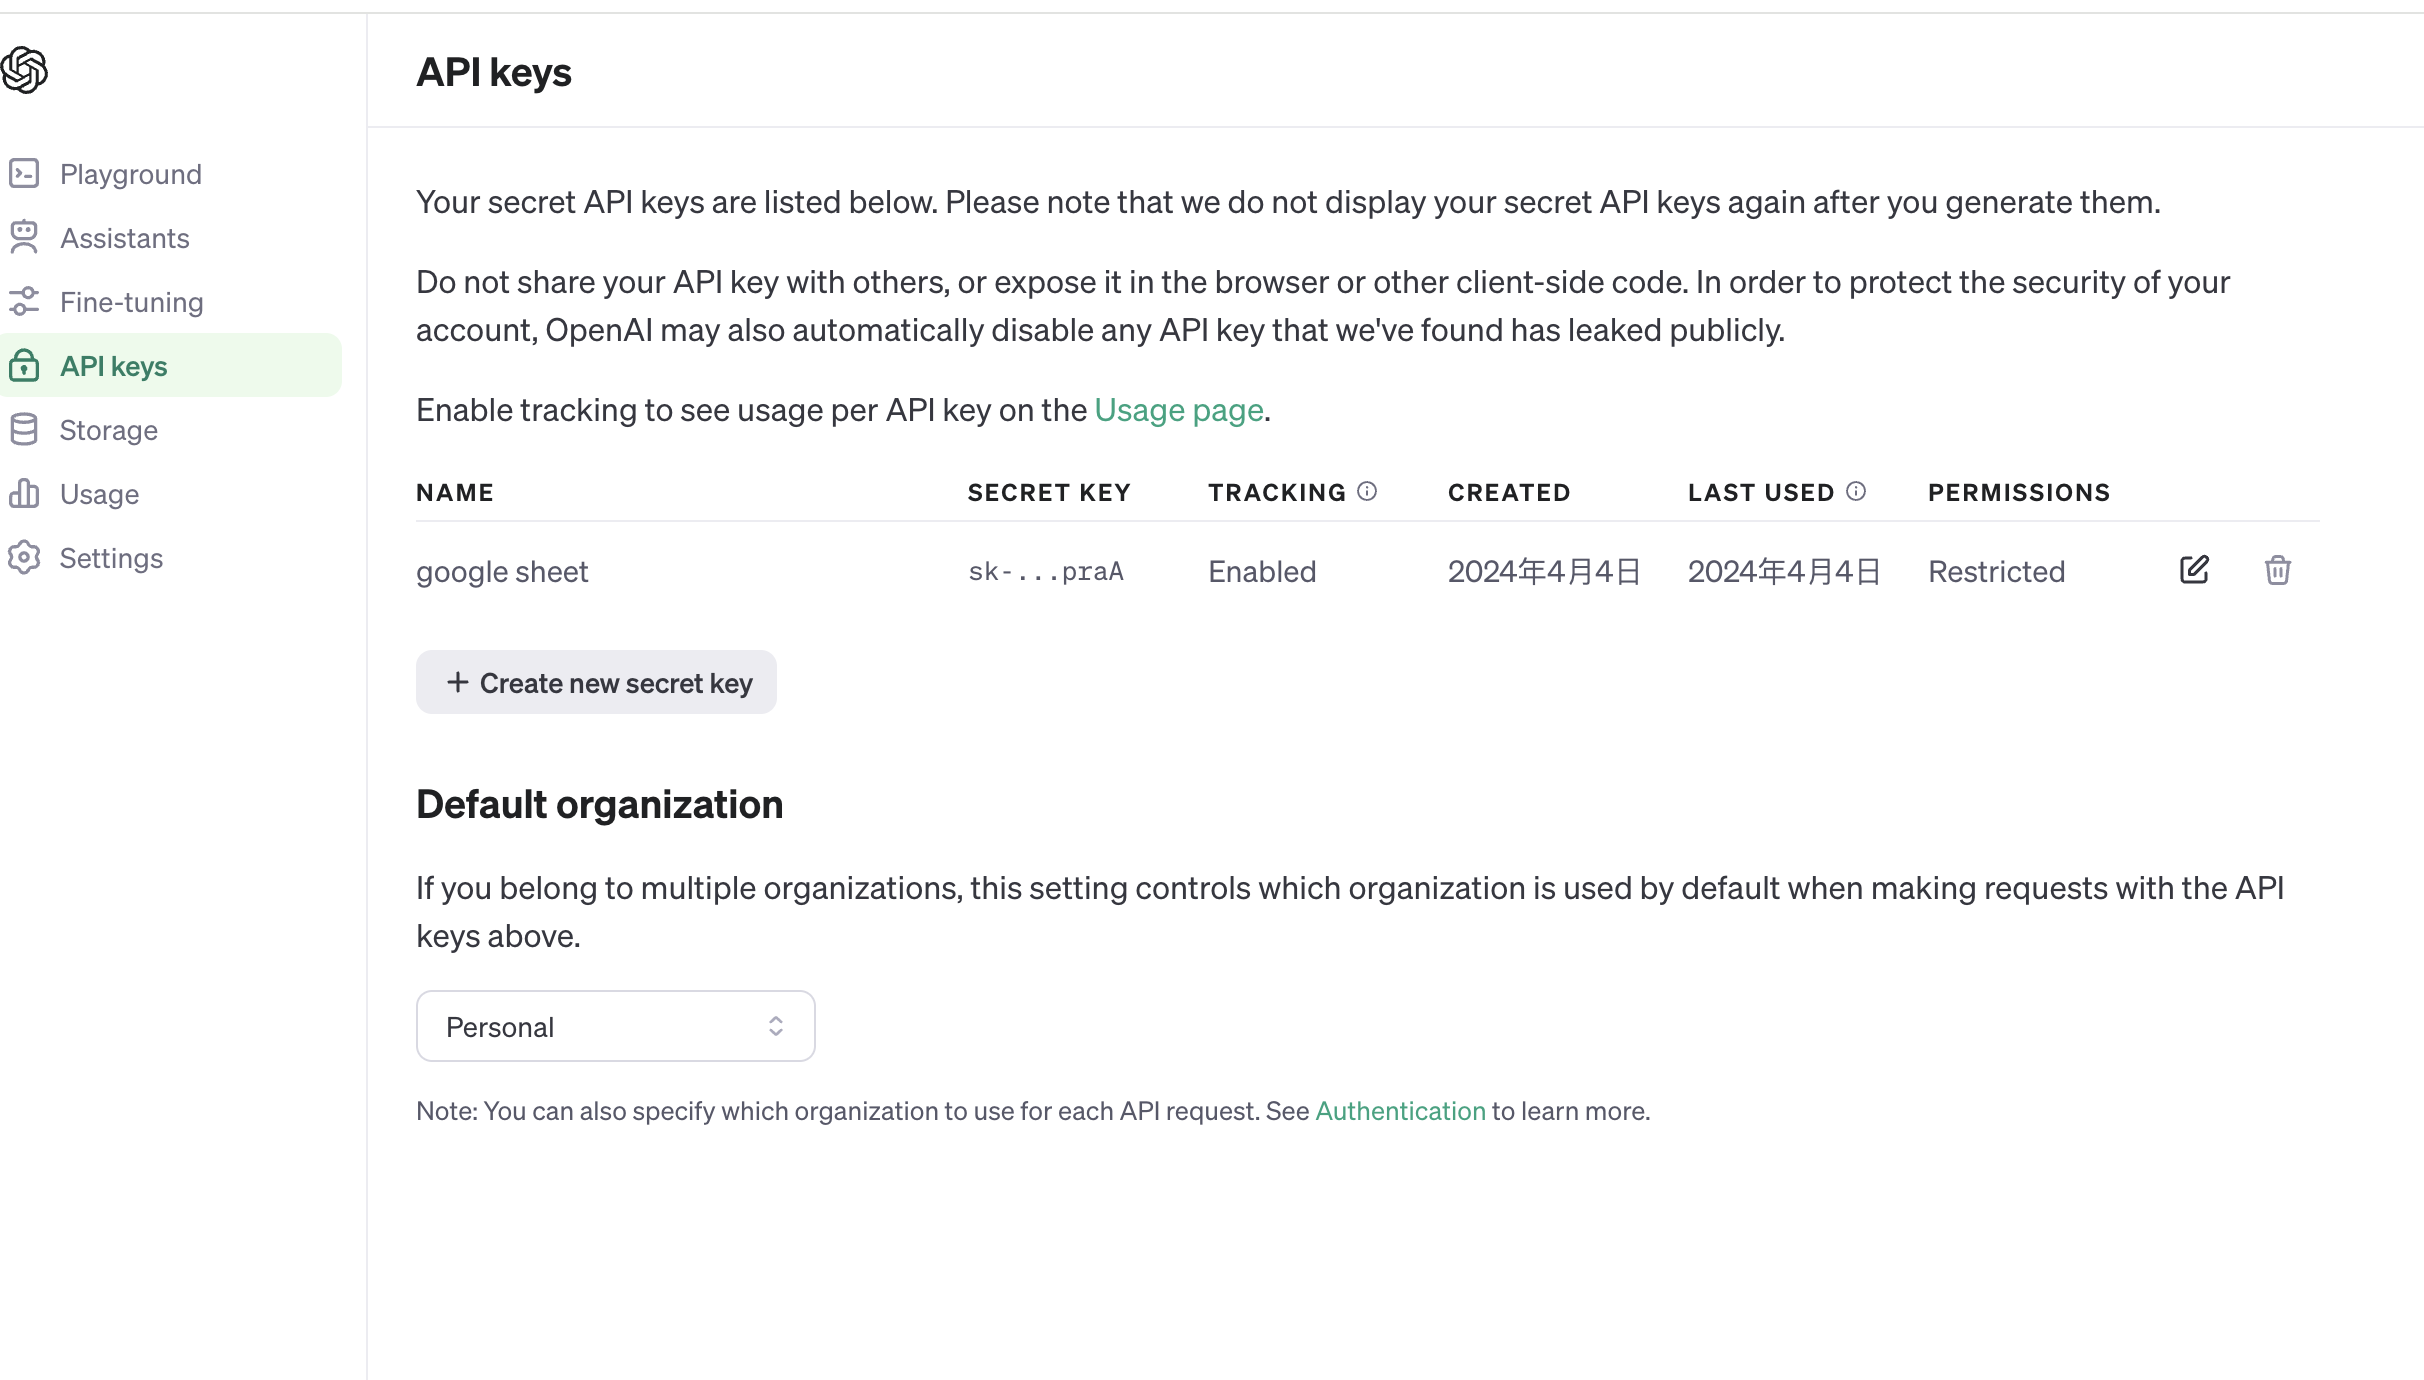 API keys
Playground
Assistants
Fine-tuning
API keys
Storage
Usage
Settings
Your secret API keys are listed below. Please note that we do not display your secret API keys again after you generate them.
Do not share your API key with others, or expose it in the browser or other client-side code. In order to protect the security of your
account, OpenAI may also automatically disable any API key that we've found has leaked publicly.
Enable tracking to see usage per API key on the Usage page.
NAME SECRET KEY TRACKING CREATED LAST USED PERMISSIONS
google sheet sk-...praA Enabled 2024年4月4日 2024年4月4日 Restricted
+ Create new secret key
Default organization
If you belong to multiple organizations, this setting controls which organization is used by default when making requests with the API
keys above.
Personal
Note: You can also specify which organization to use for each API request. See Authentication to learn more.